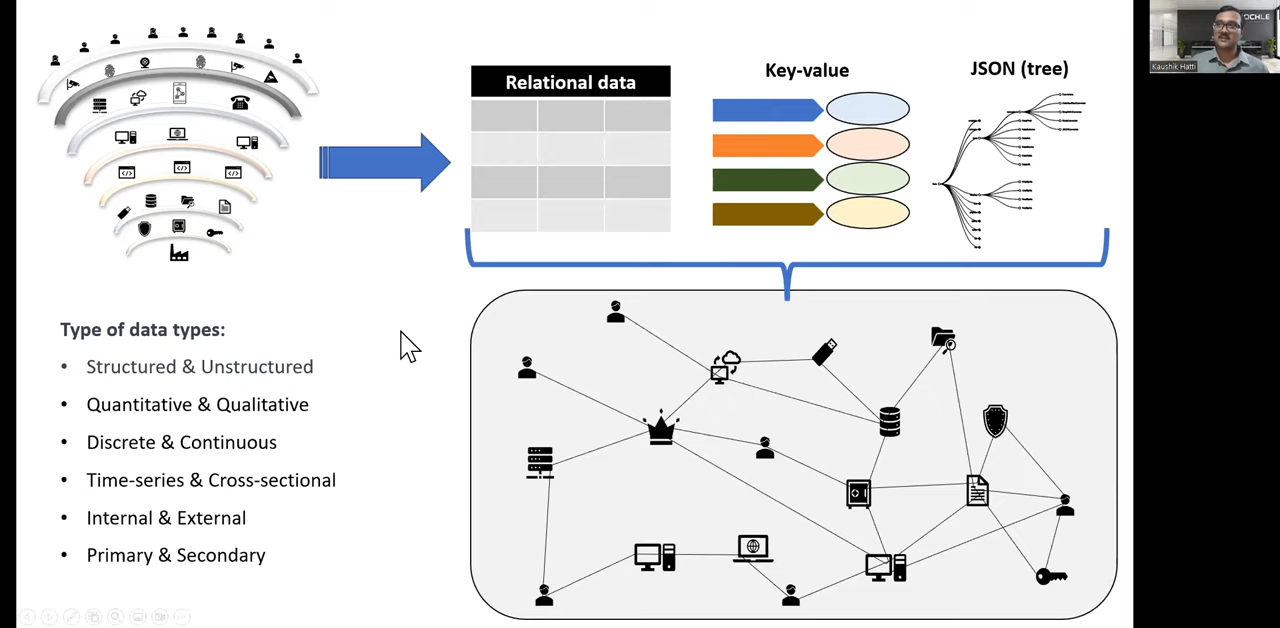 Relational data
Key-value
JSON (tree)
Type of data types:
• Structured & Unstructured
• Quantitative & Qualitative
• Discrete & Continuous
• Time-series & Cross-sectional
• Internal & External
• Primary & Secondary
OCHLE
Kaushik Hatti